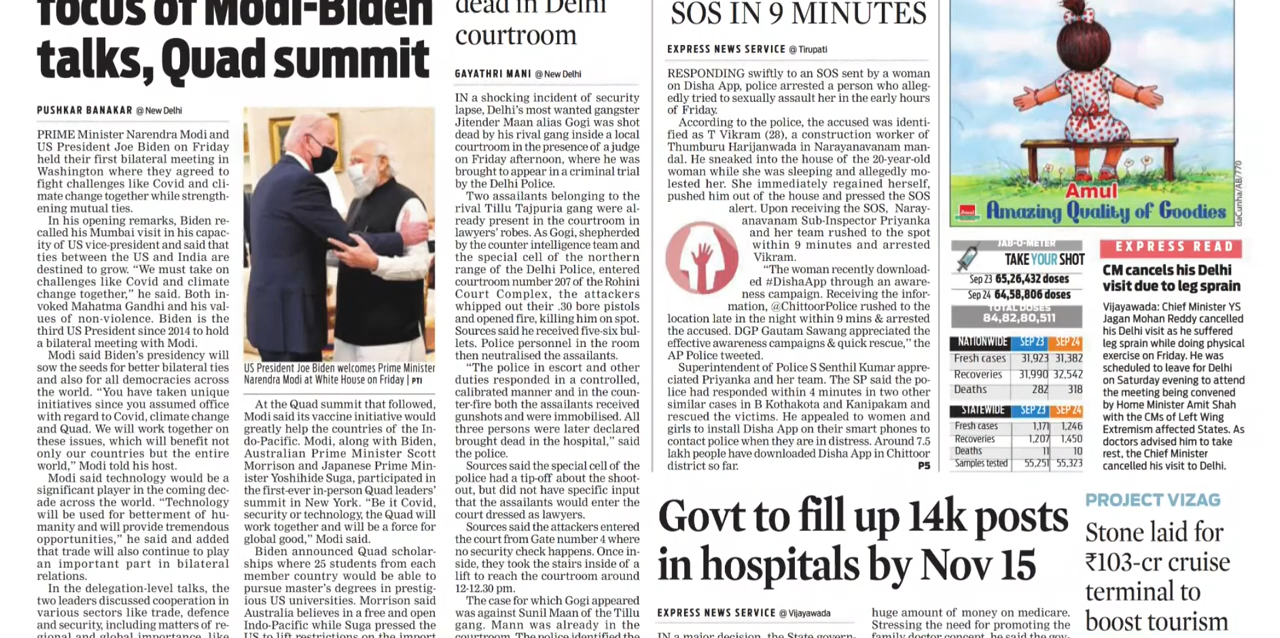 focus of Modi-Biden
talks, Quad summit
PUSHKAR BANAKAR @ New Delhi
PRIME Minister Narendra Modi and
US President Joe Biden on Friday
held their first bilateral meeting in
Washington where they agreed to
fight challenges like Covid and cli-
mate change together while strength-
ening mutual ties.
In his opening remarks, Biden re-
called his Mumbai visit in his capac-
ity of US vice-president and said that
ties between the US and India are
destined to grow. “We must take on
challenges like Covid and climate
change together,” he said. Both in-
voked Mahatma Gandhi and his val-
ues of non-violence. Biden is the
third US President since 2014 to hold
a bilateral meeting with Modi.
Modi said Biden’s presidency will
sow the seeds for better bilateral ties
and also for all democracies across
the world. “You have taken unique
initiatives since you assumed office
with regard to Covid, climate change
and Quad. We will work together on
these issues, which will benefit not
only our countries but the entire
world,” Modi told his host.
Modi said technology would be a
significant player in the coming dec-
ade across the world. “Technology
will be used for betterment of hu-
manity and will provide tremendous
opportunities,” he said and added
that trade will also continue to play
an important part in bilateral
relations.
In the delegation-level talks, the
two leaders discussed cooperation in
various sectors like trade, defence
and security, including matters of re-
gional and global importance, like
US President Joe Biden welcomes Prime Minister
Narendra Modi at White House on Friday | PTI
At the Quad summit that followed,
Modi said its vaccine initiative would
greatly help the countries of the In-
do-Pacific. Modi, along with Biden,
Australian Prime Minister Scott
Morrison and Japanese Prime Min-
ister Yoshihide Suga, participated in
the first-ever in-person Quad leaders’
summit in New York. “Be it Covid,
security or technology, the Quad will
work together and will be a force for
global good,” Modi said.
Biden announced Quad scholar-
ships where 25 students from each
member country would be able to
pursue master’s degrees in prestig-
ious US universities. Morrison said
Australia believes in a free and open
Indo-Pacific while Suga pressed the
US to lift restrictions on the import
dead in Delhi
courtroom
GAYATHRI MANI @ New Delhi
IN a shocking incident of security
lapse, Delhi’s most wanted gangster
Jitender Maan alias Gogi was shot
dead by his rival gang inside a local
courtroom in the presence of a judge
on Friday afternoon, where he was
brought to appear in a criminal trial
by the Delhi Police.
Two assailants belonging to the
rival Tillu Tajpuria gang were al-
ready present in the courtroom in
lawyers’ robes. As Gogi, shepherded
by the counter intelligence team and
the special cell of the northern
range of the Delhi Police, entered
courtroom number 207 of the Rohini
Court Complex, the attackers
whipped out their .30 bore pistols
and opened fire, killing him on spot.
Sources said he received five-six bul-
lets. Police personnel in the room
then neutralised the assailants.
“The police in escort and other
duties responded in a controlled,
calibrated manner and in the coun-
ter-fire both the assailants received
gunshots and were immobilised. All
three persons were later declared
brought dead in the hospital,” said
the police.
Sources said the special cell of the
police had a tip-off about the shoot-
out, but did not have specific input
that the assailants would enter the
court dressed as lawyers.
Sources said the attackers entered
the court from Gate number 4 where
no security check happens. Once in-
side, they took the stairs inside of a
lift to reach the courtroom around
12-12.30 pm.
The case for which Gogi appeared
was against Sunil Maan of the Tillu
gang. Mann was already in the
courtroom. The police identified the
SOS IN 9 MINUTES
EXPRESS NEWS SERVICE @ Tirupati
RESPONDING swiftly to an SOS sent by a woman
on Disha App, police arrested a person who alleg-
edly tried to sexually assault her in the early hours
of Friday.
According to the police, the accused was identi-
fied as T Vikram (28), a construction worker of
Thumburu Harijanwada in Narayanavanam man-
dal. He sneaked into the house of the 20-year-old
woman while she was sleeping and allegedly mo-
lested her. She immediately regained herself,
pushed him out of the house and pressed the SOS
alert. Upon receiving the SOS, Naray-
anavanam Sub-Inspector Priyanka
and her team rushed to the spot
within 9 minutes and arrested
Vikram.
“The woman recently download-
ed #DishaApp through an aware-
ness campaign. Receiving the infor-
mation, @ChittoorPolice rushed to the
location late in the night within 9 mins & arrested
the accused. DGP Gautam Sawang appreciated the
effective awareness campaigns & quick rescue,” the
AP Police tweeted.
Superintendent of Police S Senthil Kumar appre-
ciated Priyanka and her team. The SP said the po-
lice had responded within 4 minutes in two other
similar cases in B Kothakota and Kanipakam and
rescued the victims. He appealed to women and
girls to install Disha App on their smart phones to
contact police when they are in distress. Around 7.5
lakh people have downloaded Disha App in Chittoor
district so far. P5
Amul
Amazing Quality of Goodies
daCunha/AB/770
JAB-O-METER
TAKE YOUR SHOT
Sep 23 65,26,432 doses
Sep 24 64,58,806 doses
TOTAL DOSES
84,82,80,511
NATIONWIDE SEP 23 SEP 24
Fresh cases 31,923 31,382
Recoveries 31,990 32,542
Deaths 282 318
STATEWIDE SEP 23 SEP 24
Fresh cases 1,171 1,246
Recoveries 1,207 1,450
Deaths 11 10
Samples tested 55,251 55,323
EXPRESS READ
CM cancels his Delhi
visit due to leg sprain
Vijayawada: Chief Minister YS
Jagan Mohan Reddy cancelled
his Delhi visit as he suffered
leg sprain while doing physical
exercise on Friday. He was
scheduled to leave for Delhi
on Saturday evening to attend
the meeting being convened
by Home Minister Amit Shah
with the CMs of Left Wing
Extremism affected States. As
doctors advised him to take
rest, the Chief Minister
cancelled his visit to Delhi.
Govt to fill up 14k posts
in hospitals by Nov 15
EXPRESS NEWS SERVICE @ Vijayawada
IN a major decision, the State govern-
huge amount of money on medicare.
Stressing the need for promoting the
family doctor concept, he said the gov-
PROJECT VIZAG
Stone laid for
₹103-cr cruise
terminal to
boost tourism